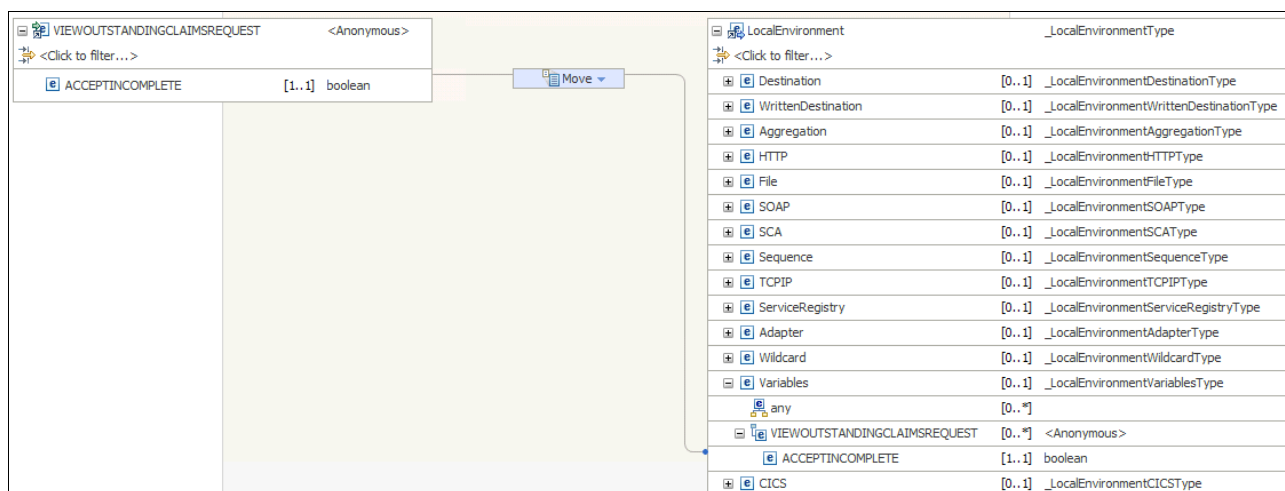 VIEWOUTSTANDINGCLAIMSREQUEST <Anonymous>
<Click to filter...>
ACCEPTINCOMPLETE [1..1] boolean
Move
LocalEnvironment _LocalEnvironmentType
<Click to filter...>
Destination [0..1] _LocalEnvironmentDestinationType
WrittenDestination [0..1] _LocalEnvironmentWrittenDestinationType
Aggregation [0..1] _LocalEnvironmentAggregationType
HTTP [0..1] _LocalEnvironmentHTTPType
File [0..1] _LocalEnvironmentFileType
SOAP [0..1] _LocalEnvironmentSOAPType
SCA [0..1] _LocalEnvironmentSCAType
Sequence [0..1] _LocalEnvironmentSequenceType
TCPIP [0..1] _LocalEnvironmentTCPIPType
ServiceRegistry [0..1] _LocalEnvironmentServiceRegistryType
Adapter [0..1] _LocalEnvironmentAdapterType
Wildcard [0..1] _LocalEnvironmentWildcardType
Variables [0..1] _LocalEnvironmentVariablesType
any [0..*]
VIEWOUTSTANDINGCLAIMSREQUEST [0..*] <Anonymous>
ACCEPTINCOMPLETE [1..1] boolean
CICS [0..1] _LocalEnvironmentCICSType